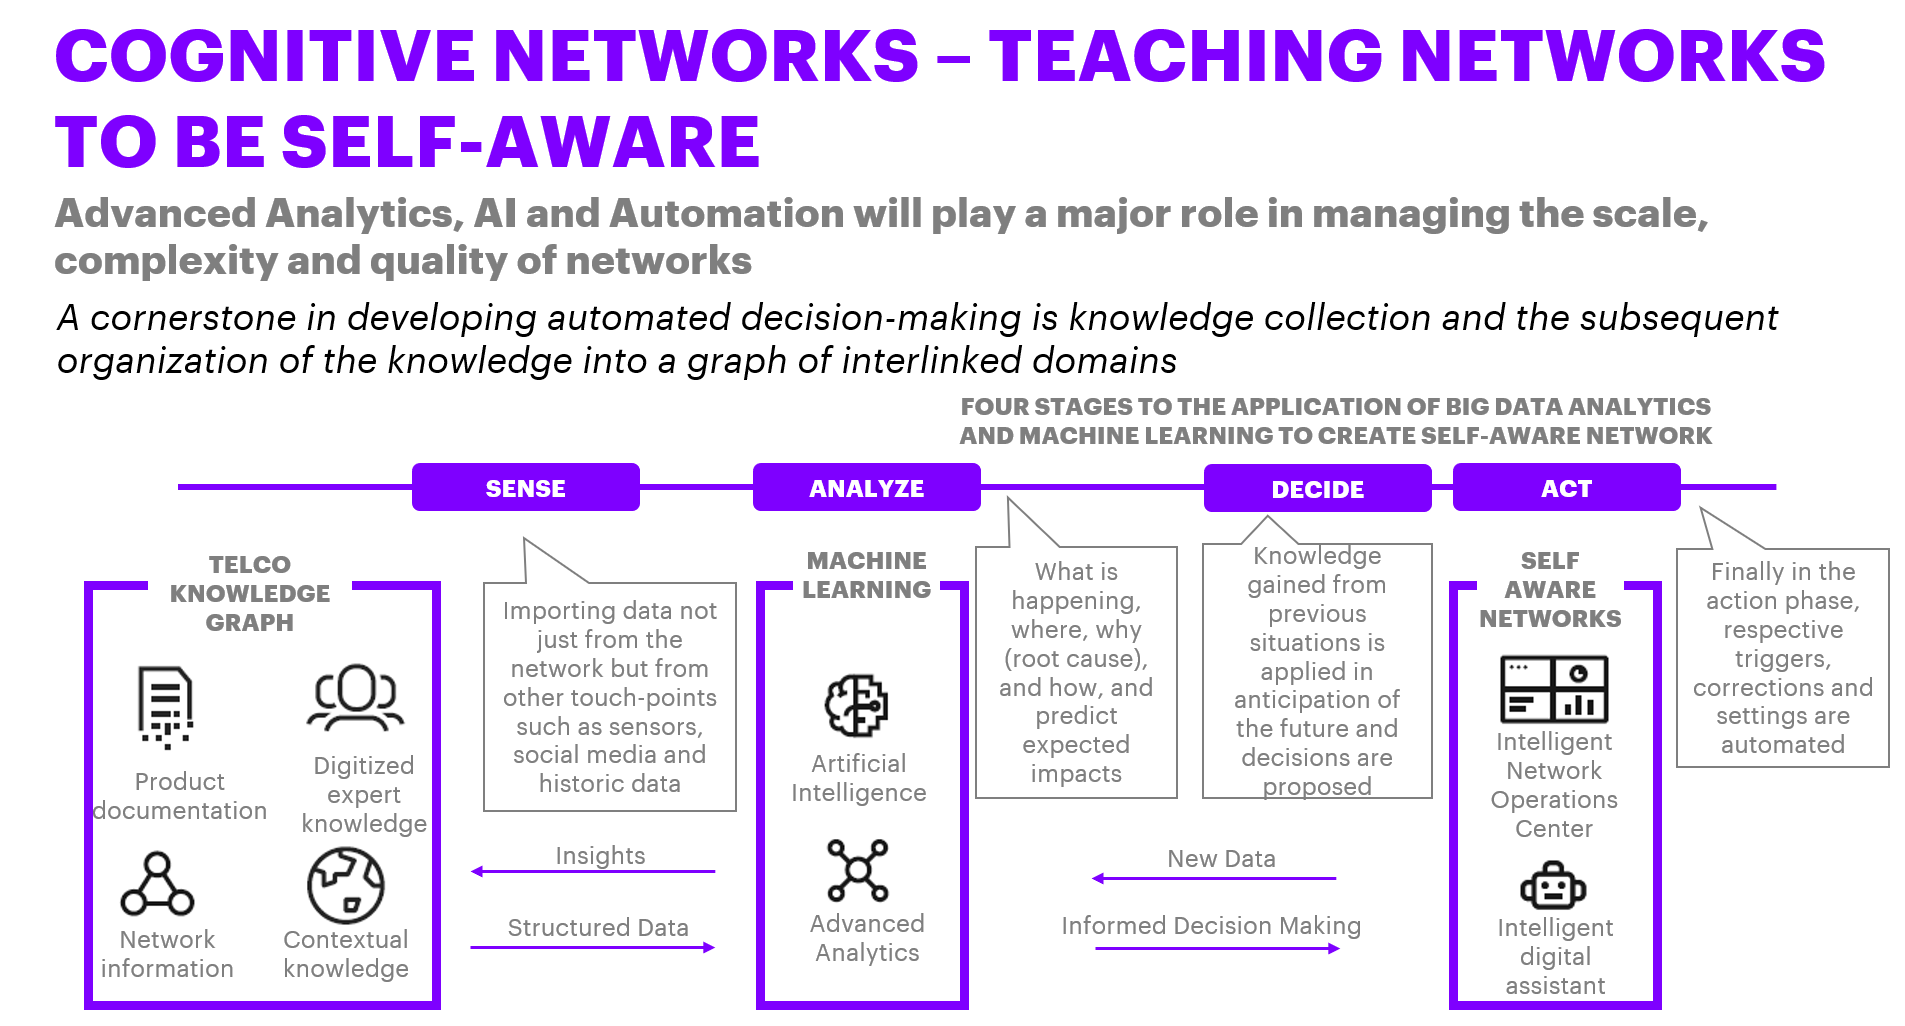 COGNITIVE NETWORKS – TEACHING NETWORKS
TO BE SELF-AWARE
Advanced Analytics, AI and Automation will play a major role in managing the scale,
complexity and quality of networks
A cornerstone in developing automated decision-making is knowledge collection and the subsequent
organization of the knowledge into a graph of interlinked domains
FOUR STAGES TO THE APPLICATION OF BIG DATA ANALYTICS
AND MACHINE LEARNING TO CREATE SELF-AWARE NETWORK
SENSE
ANALYZE
DECIDE
ACT
TELCO
KNOWLEDGE
GRAPH
Product
documentation
Digitized
expert
knowledge
Network
information
Contextual
knowledge
Importing data not
just from the
network but from
other touch-points
such as sensors,
social media and
historic data
Insights
Structured Data
MACHINE
LEARNING
Artificial
Intelligence
Advanced
Analytics
What is
happening,
where, why
(root cause),
and how, and
predict
expected
impacts
Knowledge
gained from
previous
situations is
applied in
anticipation of
the future and
decisions are
proposed
New Data
Informed Decision Making
SELF
AWARE
NETWORKS
Intelligent
Network
Operations
Center
Intelligent
digital
assistant
Finally in the
action phase,
respective
triggers,
corrections and
settings are
automated